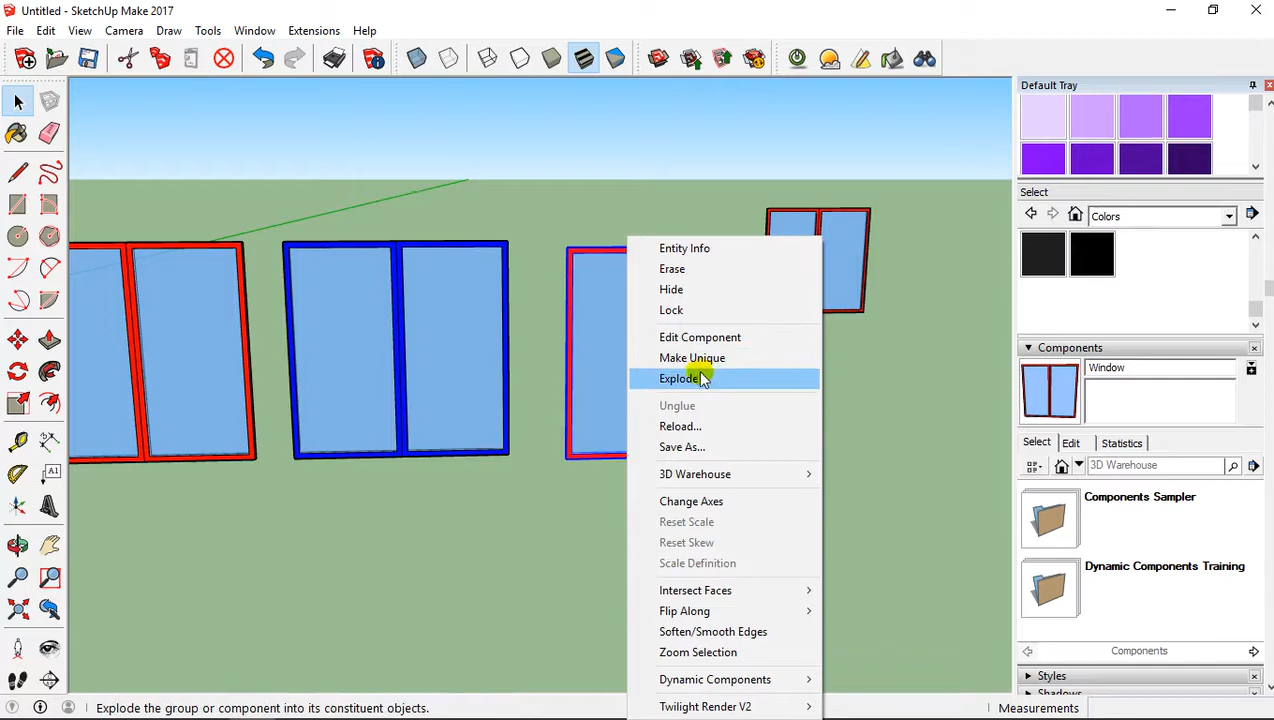 Untitled - SketchUp Make 2017
File Edit View Camera Draw Tools Window Extensions Help
Default Tray
Select
Colors
Entity Info
Erase
Hide
Lock
Edit Component
Make Unique
Explode
Unglue
Reload...
Save As...
3D Warehouse
Change Axes
Reset Scale
Reset Skew
Scale Definition
Intersect Faces
Flip Along
Soften/Smooth Edges
Zoom Selection
Dynamic Components
Twilight Render V2
A1
Components
Window
Select Edit Statistics
3D Warehouse
Components Sampler
Dynamic Components Training
Components
Styles
Shadows
Explode the group or component into its constituent objects.
Measurements